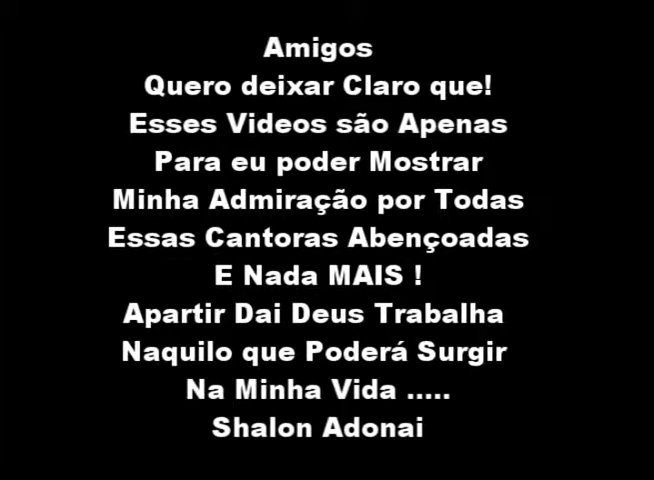 Amigos
Quero deixar Claro que!
Esses Videos são Apenas
Para eu poder Mostrar
Minha Admiração por Todas
Essas Cantoras Abençoadas
E Nada MAIS !
Apartir Dai Deus Trabalha
Naquilo que Poderá Surgir
Na Minha Vida .....
Shalon Adonai